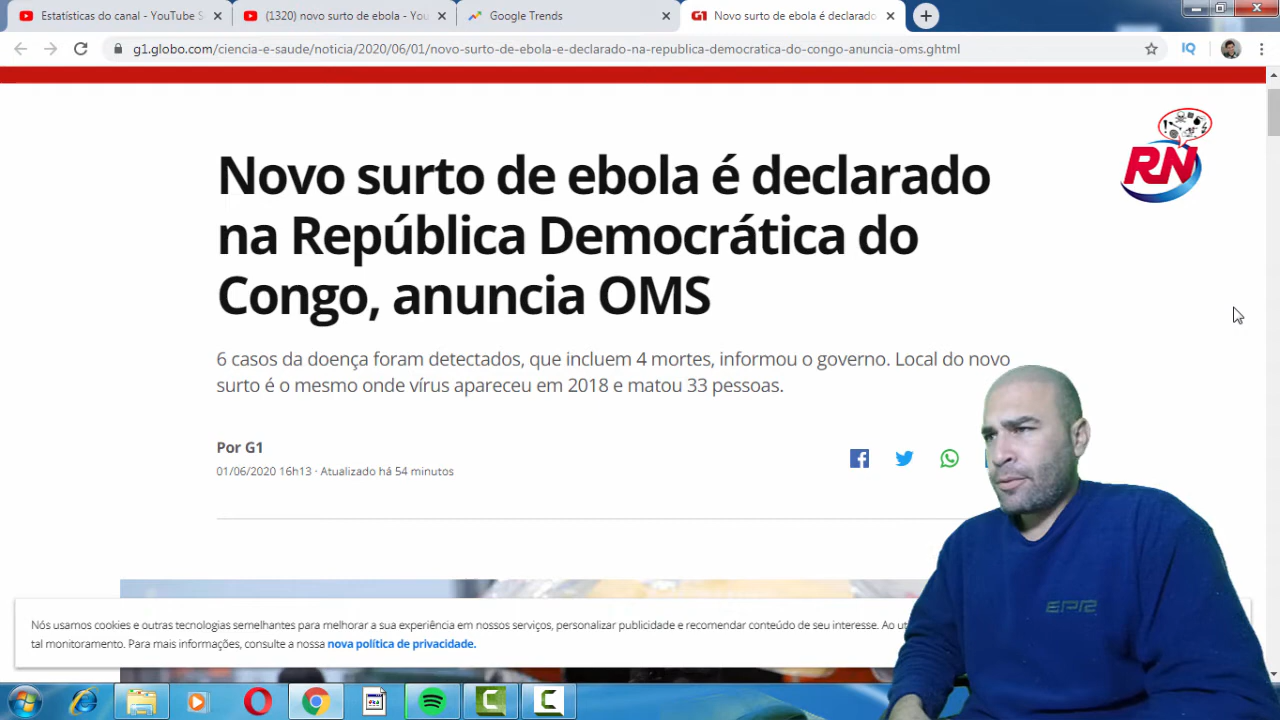 Estatísticas do canal - YouTube S
(1320) novo surto de ebola - You
Google Trends
G1
Novo surto de ebola é declarado
g1.globo.com/ciencia-e-saude/noticia/2020/06/01/novo-surto-de-ebola-e-declarado-na-republica-democratica-do-congo-anuncia-oms.ghtml
IQ
RN
Novo surto de ebola é declarado
na República Democrática do
Congo, anuncia OMS
6 casos da doença foram detectados, que incluem 4 mortes, informou o governo. Local do novo
surto é o mesmo onde vírus apareceu em 2018 e matou 33 pessoas.
Por G1
01/06/2020 16h13 · Atualizado há 54 minutos
EPR
Nós usamos cookies e outras tecnologias semelhantes para melhorar a sua experiência em nossos serviços, personalizar publicidade e recomendar conteúdo de seu interesse. Ao ut
tal monitoramento. Para mais informações, consulte a nossa nova política de privacidade.